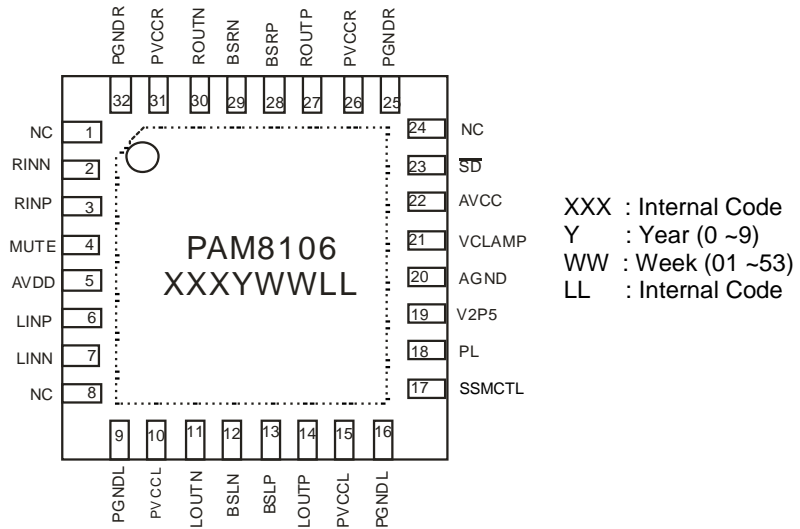 PGNDR PVCCR ROUTN BSRN BSRP ROUTP PVCCR PGNDR
32 31 30 29 28 27 26 25
NC 1
RINN 2
RINP 3
MUTE 4
AVDD 5
LINP 6
LINN 7
NC 8
PAM8106
XXXYWWLL
24 NC
23 SD
22 AVCC
21 VCLAMP
20 AGND
19 V2P5
18 PL
17 SSMCTL
9 10 11 12 13 14 15 16
PGNDL PVCCL LOUTN BSLN BSLP LOUTP PVCCL PGNDL
XXX : Internal Code
Y : Year (0 ~9)
WW : Week (01 ~53)
LL : Internal Code